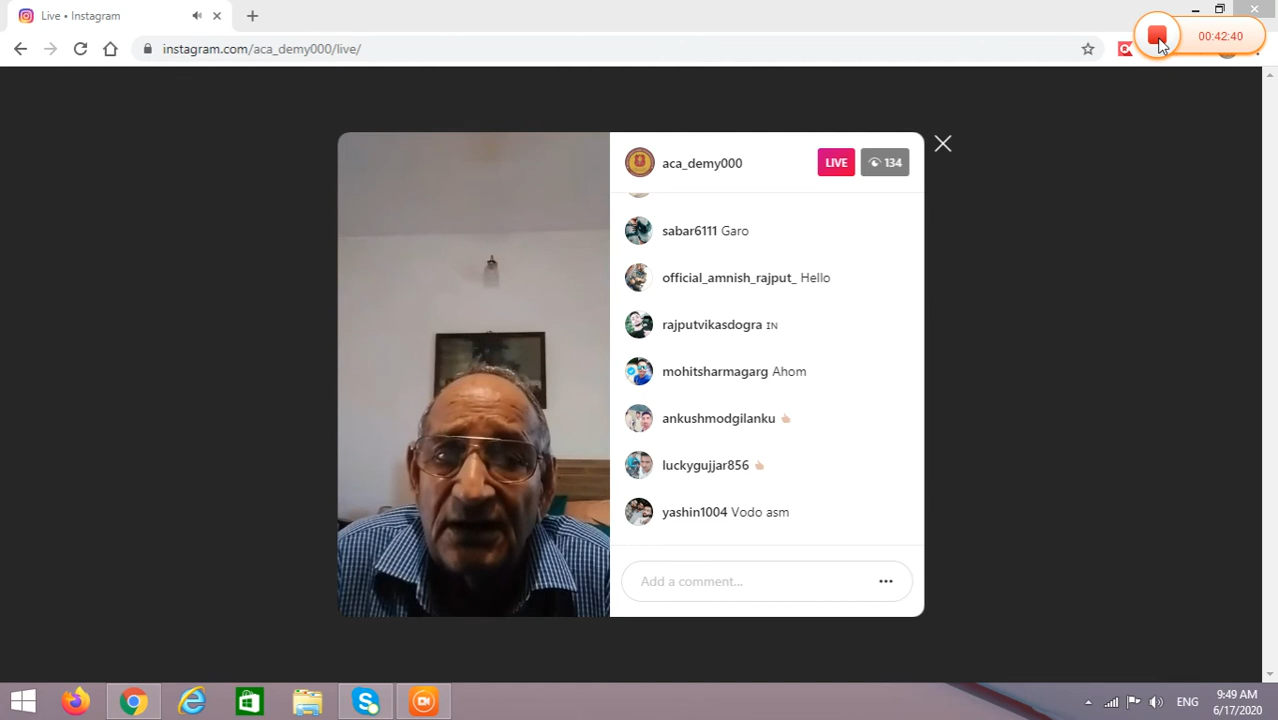 Live • Instagram
00:42:40
instagram.com/aca_demy000/live/
aca_demy000 LIVE 134
sabar6111 Garo
official_amnish_rajput_ Hello
rajputvikasdogra ɪɴ
mohitsharmagarg Ahom
ankushmodgilanku 👆🏻
luckygujjar856 👆🏻
yashin1004 Vodo asm
Add a comment...
ENG
9:49 AM
6/17/2020